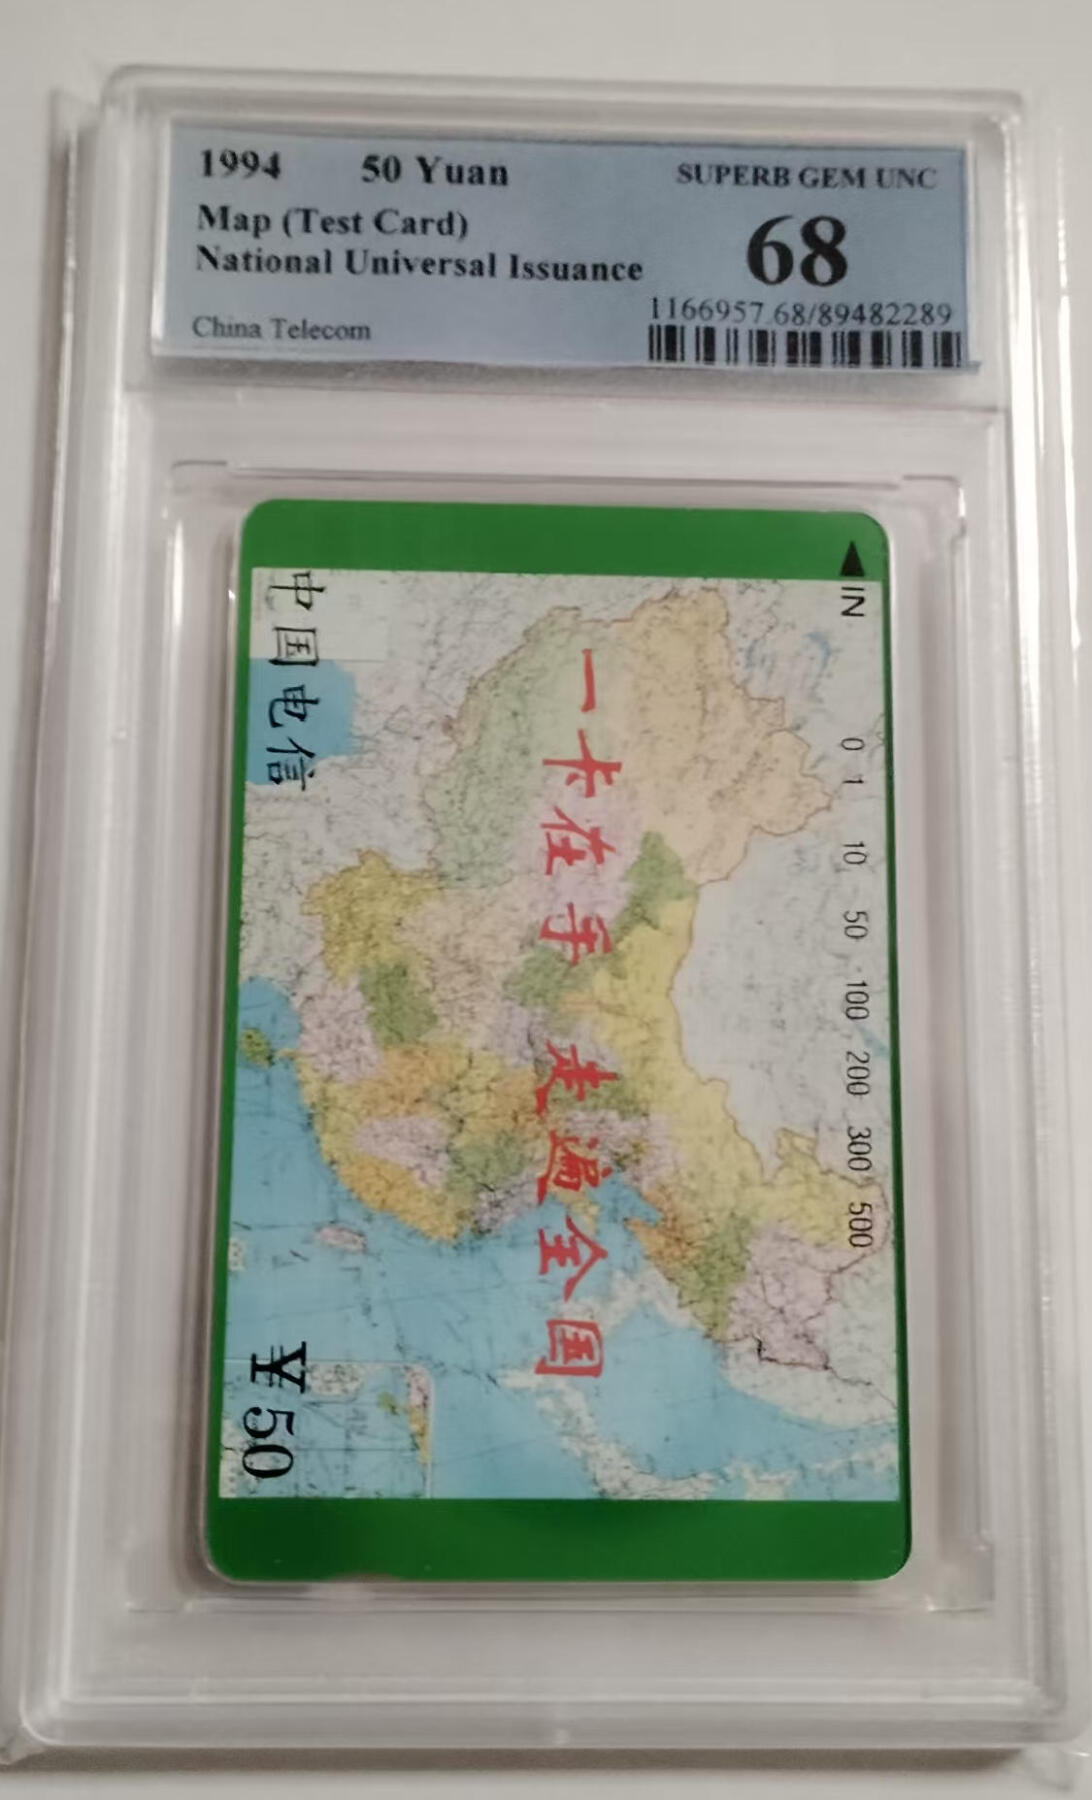 1994 50 Yuan
Map (Test Card)
National Universal Issuance
China Telecom
SUPERB GEM UNC
68
1166957.68/89482289
IN
0 1 10 50 100 200 300 500
一卡在手 走遍全国
中国电信
¥50